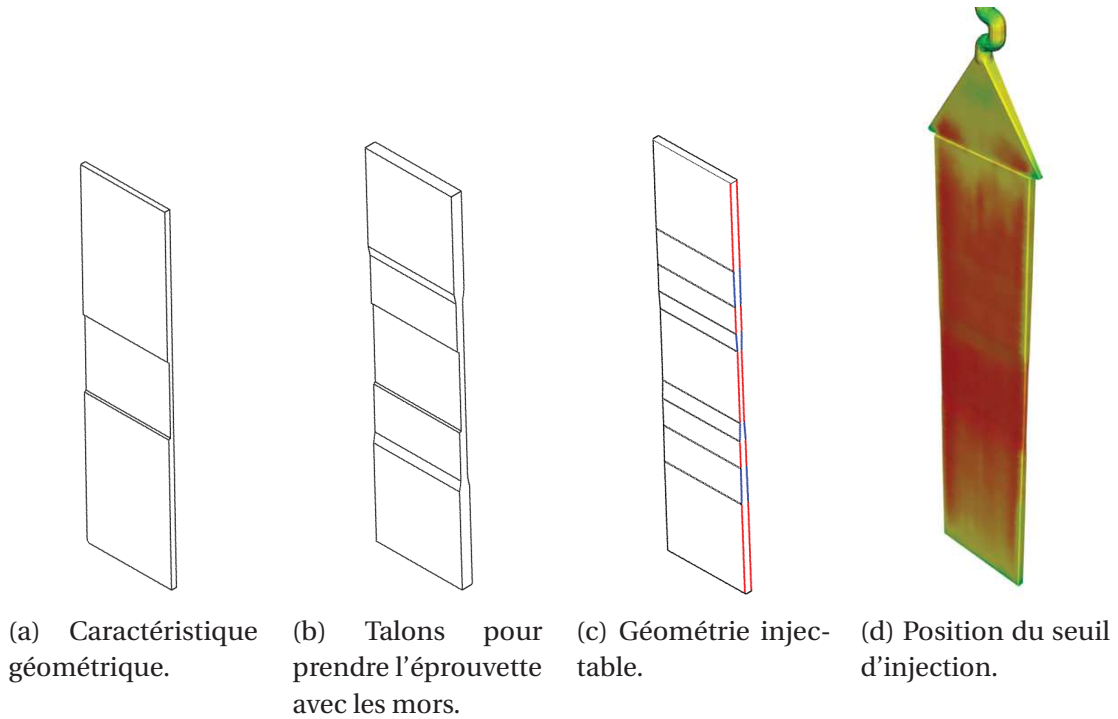 (a) Caractéristique
géométrique.
(b) Talons pour
prendre l'éprouvette
avec les mors.
(c) Géométrie injec-
table.
(d) Position du seuil
d'injection.